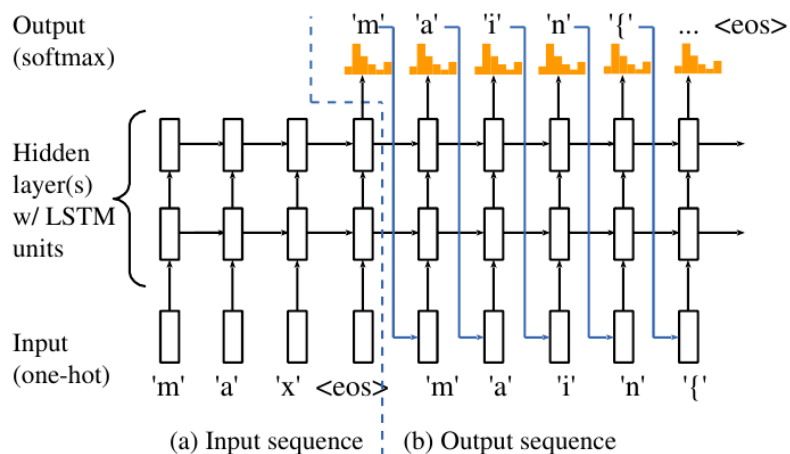 Output
(softmax)
'm' 'a' 'i' 'n' '{' ... <eos>
Hidden
layer(s)
w/ LSTM
units
Input
(one-hot)
'm' 'a' 'x' <eos> 'm' 'a' 'i' 'n' '{'
(a) Input sequence (b) Output sequence